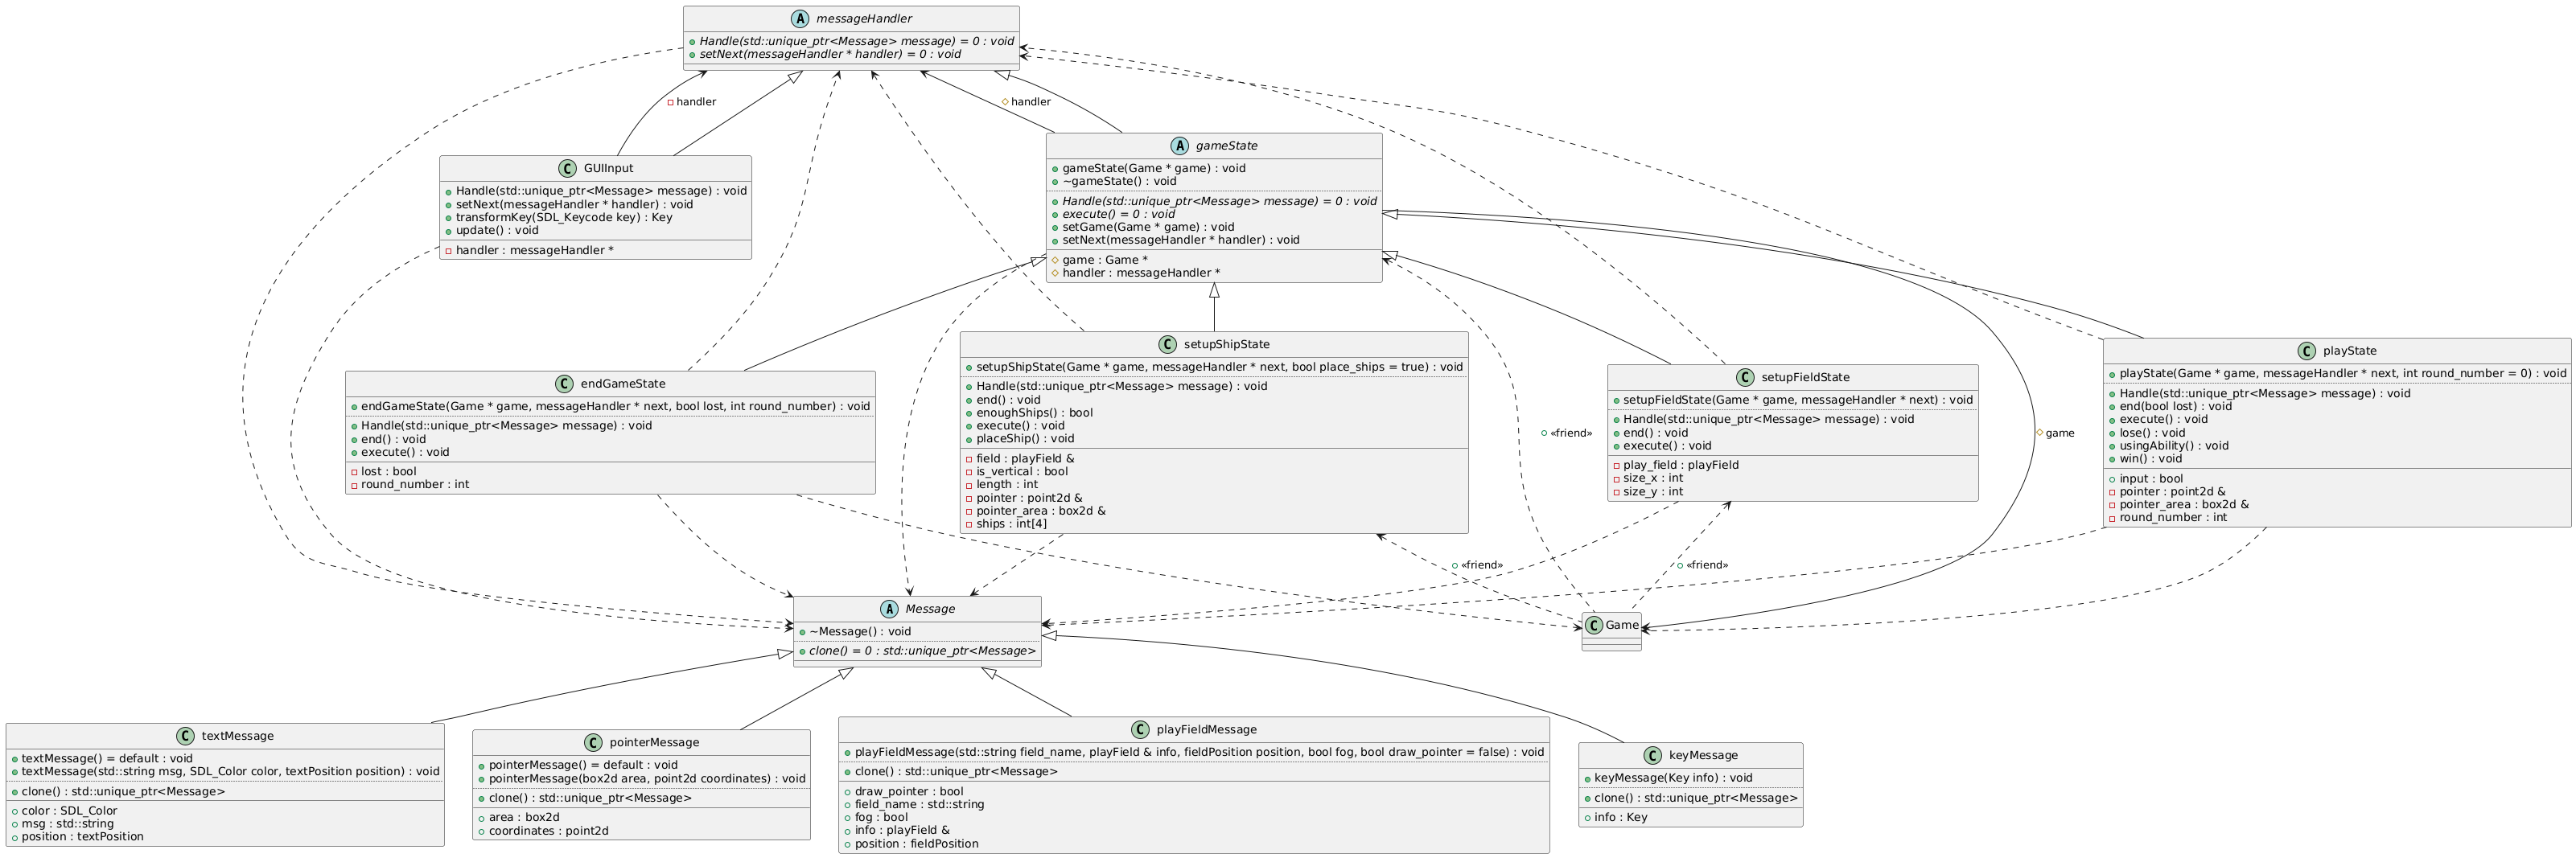 A messageHandler
Handle(std::unique_ptr<Message> message) = 0 : void
setNext(messageHandler * handler) = 0 : void
handler
handler
A gameState
gameState(Game * game) : void
~gameState() : void
Handle(std::unique_ptr<Message> message) = 0 : void
execute() = 0 : void
setGame(Game * game) : void
setNext(messageHandler * handler) : void
game : Game *
handler : messageHandler *
C GUIInput
Handle(std::unique_ptr<Message> message) : void
setNext(messageHandler * handler) : void
transformKey(SDL_Keycode key) : Key
update() : void
handler : messageHandler *
C endGameState
endGameState(Game * game, messageHandler * next, bool lost, int round_number) : void
Handle(std::unique_ptr<Message> message) : void
end() : void
execute() : void
lost : bool
round_number : int
C setupShipState
setupShipState(Game * game, messageHandler * next, bool place_ships = true) : void
Handle(std::unique_ptr<Message> message) : void
end() : void
enoughShips() : bool
execute() : void
placeShip() : void
field : playField &
is_vertical : bool
length : int
pointer : point2d &
pointer_area : box2d &
ships : int[4]
«friend»
C setupFieldState
setupFieldState(Game * game, messageHandler * next) : void
Handle(std::unique_ptr<Message> message) : void
end() : void
execute() : void
play_field : playField
size_x : int
size_y : int
game
C playState
playState(Game * game, messageHandler * next, int round_number = 0) : void
Handle(std::unique_ptr<Message> message) : void
end(bool lost) : void
execute() : void
lose() : void
usingAbility() : void
win() : void
input : bool
pointer : point2d &
pointer_area : box2d &
round_number : int
«friend»
«friend»
A Message
~Message() : void
clone() = 0 : std::unique_ptr<Message>
C Game
C textMessage
textMessage() = default : void
textMessage(std::string msg, SDL_Color color, textPosition position) : void
clone() : std::unique_ptr<Message>
color : SDL_Color
msg : std::string
position : textPosition
C pointerMessage
pointerMessage() = default : void
pointerMessage(box2d area, point2d coordinates) : void
clone() : std::unique_ptr<Message>
area : box2d
coordinates : point2d
C playFieldMessage
playFieldMessage(std::string field_name, playField & info, fieldPosition position, bool fog, bool draw_pointer = false) : void
clone() : std::unique_ptr<Message>
draw_pointer : bool
field_name : std::string
fog : bool
info : playField &
position : fieldPosition
C keyMessage
keyMessage(Key info) : void
clone() : std::unique_ptr<Message>
info : Key